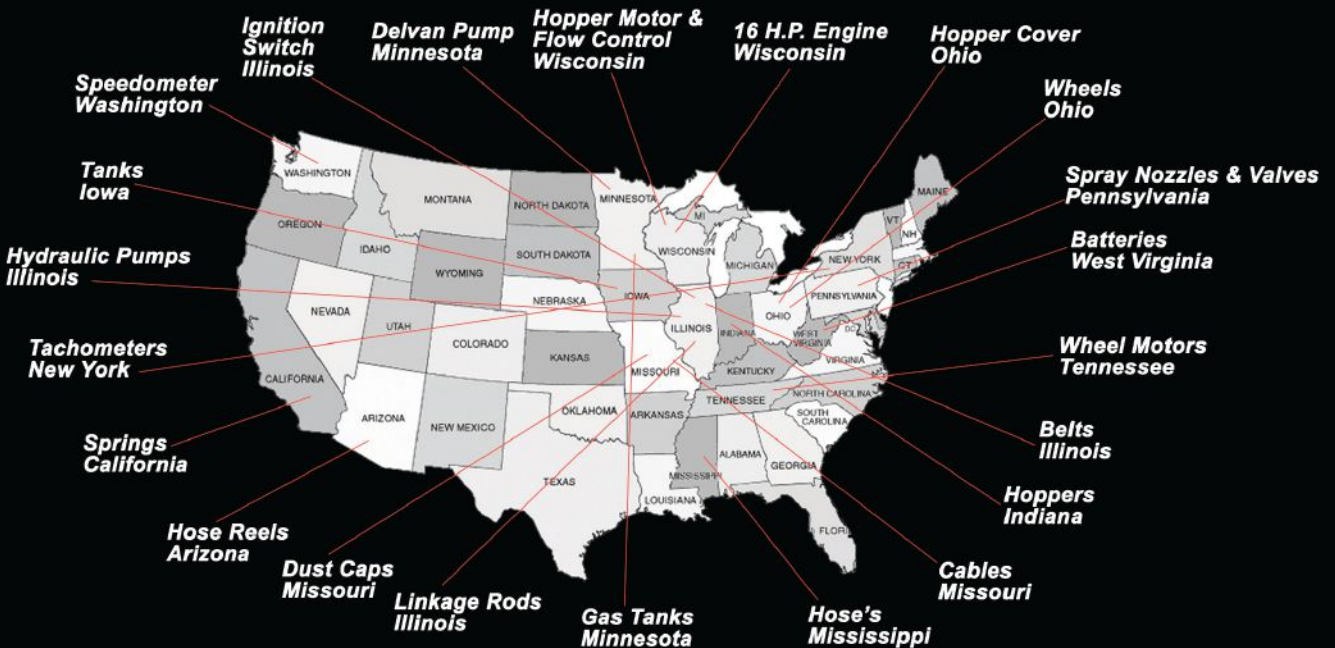 Ignition
Switch
Illinois
Delvan Pump
Minnesota
Hopper Motor &
Flow Control
Wisconsin
16 H.P. Engine
Wisconsin
Hopper Cover
Ohio
Speedometer
Washington
Wheels
Ohio
Tanks
Iowa
Spray Nozzles & Valves
Pennsylvania
Hydraulic Pumps
Illinois
Batteries
West Virginia
Tachometers
New York
Wheel Motors
Tennessee
Springs
California
Belts
Illinois
Hose Reels
Arizona
Hoppers
Indiana
Dust Caps
Missouri
Linkage Rods
Illinois
Gas Tanks
Minnesota
Hose's
Mississippi
Cables
Missouri
WASHINGTON
MONTANA
NORTH DAKOTA
MINNESOTA
MAINE
OREGON
IDAHO
SOUTH DAKOTA
WISCONSIN
MI
MICHIGAN
VT
NH
NEW YORK
CT
WYOMING
NEBRASKA
IOWA
PENNSYLVANIA
NEVADA
UTAH
COLORADO
KANSAS
ILLINOIS
INDIANA
OHIO
WEST
VIRGINIA
DC
VIRGINIA
CALIFORNIA
MISSOURI
KENTUCKY
ARIZONA
NEW MEXICO
OKLAHOMA
ARKANSAS
TENNESSEE
NORTH CAROLINA
SOUTH
CAROLINA
TEXAS
LOUISIANA
MISSISSIPPI
ALABAMA
GEORGIA
FLORI